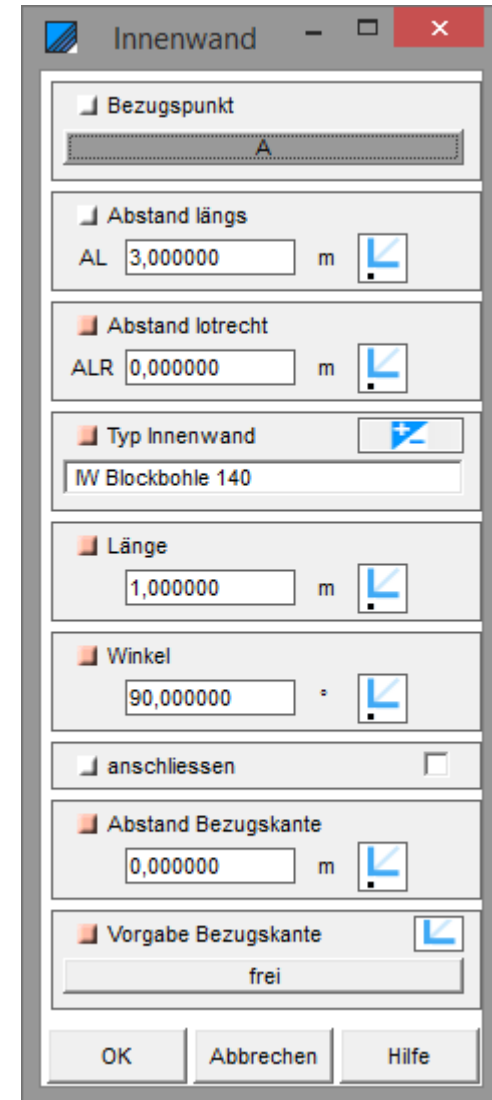 Innenwand
Bezugspunkt
A
Abstand längs
AL 3,000000 m
Abstand lotrecht
ALR 0,000000 m
Typ Innenwand
IW Blockbohle 140
Länge
1,000000 m
Winkel
90,000000 °
anschliessen
Abstand Bezugskante
0,000000 m
Vorgabe Bezugskante
frei
OK Abbrechen Hilfe